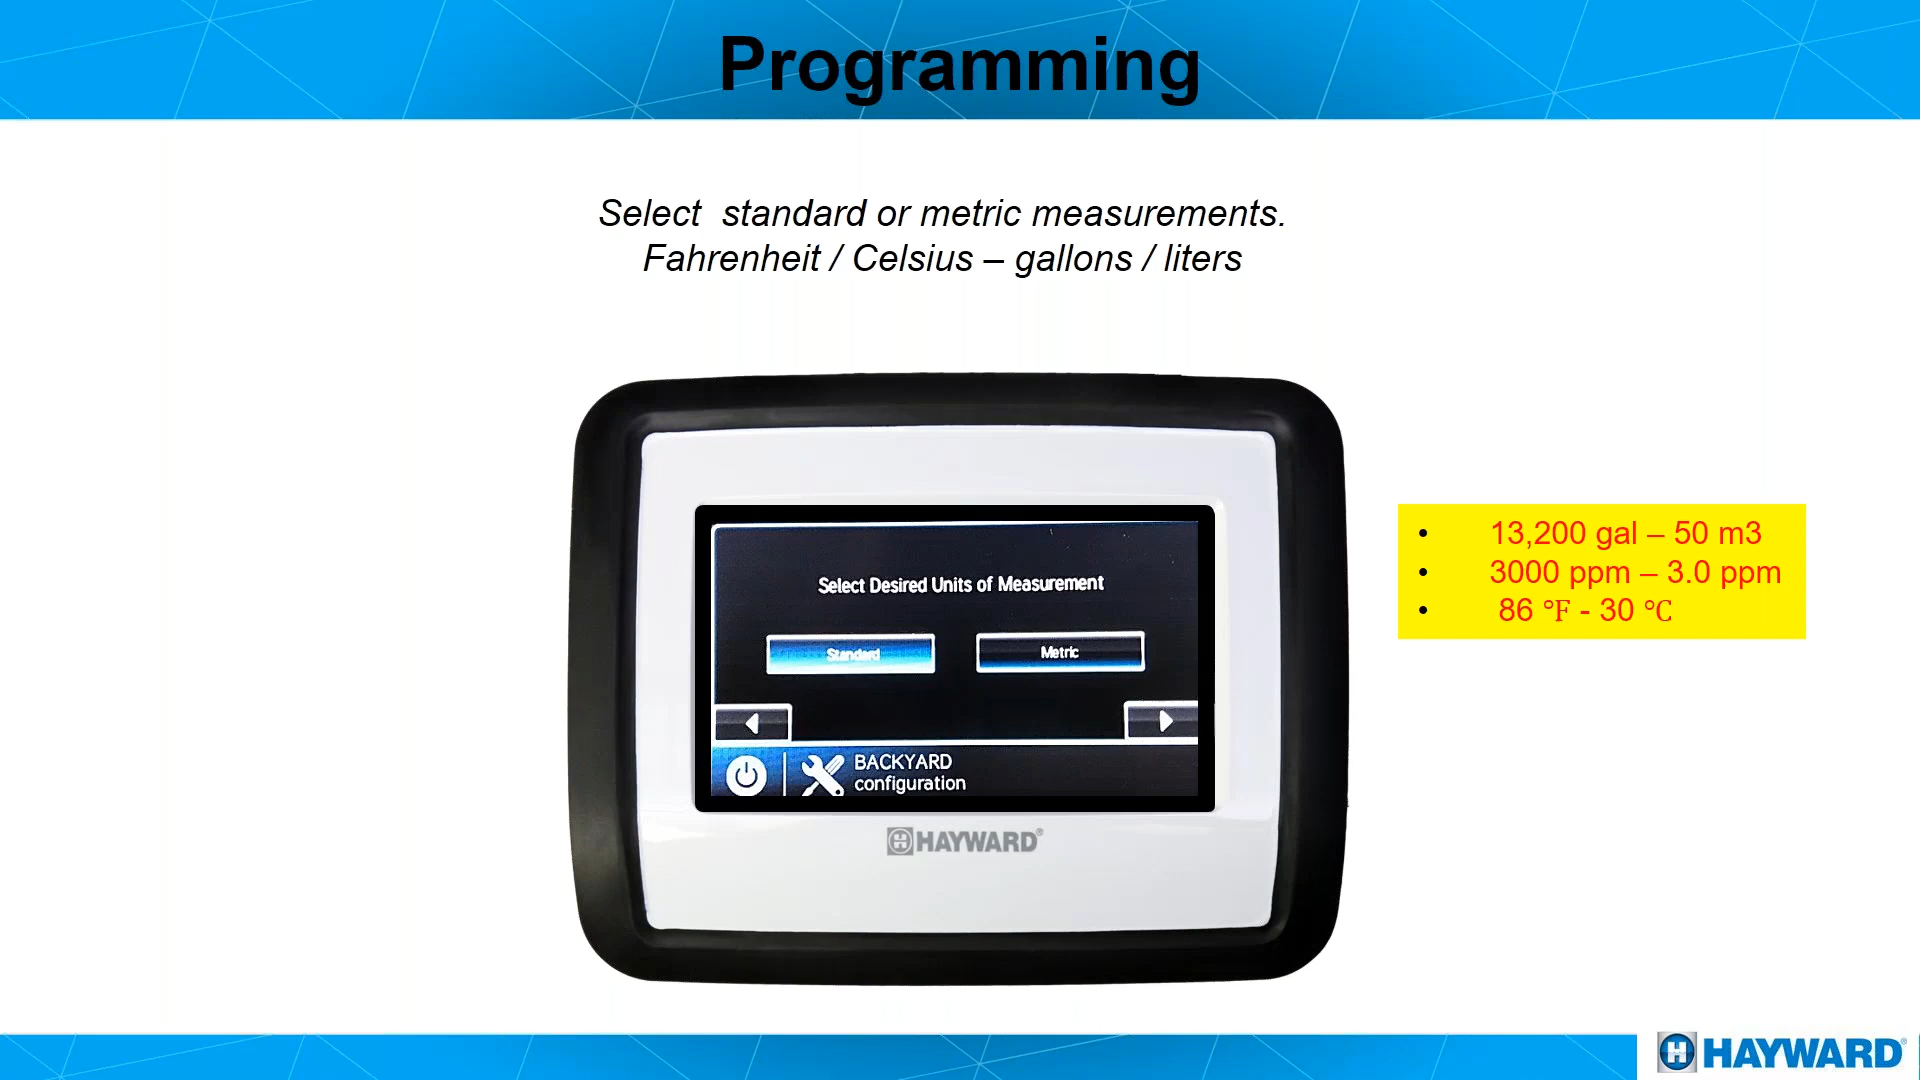 Programming
Select  standard or metric measurements.
Fahrenheit / Celsius – gallons / liters
Select Desired Units of Measurement
Standard
Metric
BACKYARD
configuration
HAYWARD®
• 13,200 gal – 50 m3
• 3000 ppm – 3.0 ppm
• 86 °F - 30 °C
HAYWARD®